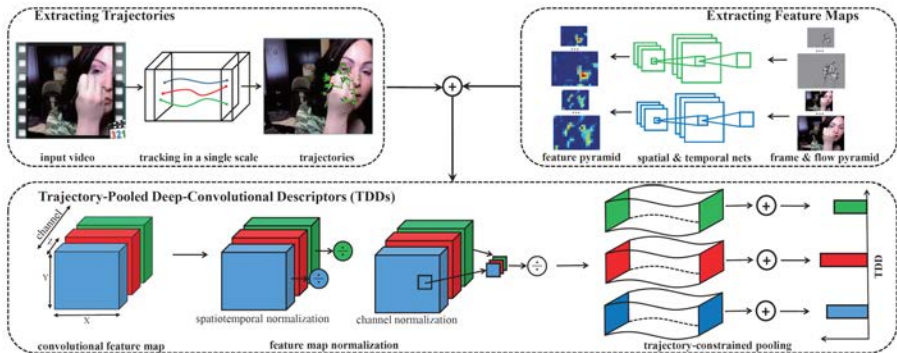 Extracting Trajectories
Extracting Feature Maps
321
input video
tracking in a single scale
trajectories
...
...
...
...
feature pyramid
spatial & temporal nets
frame & flow pyramid
Trajectory-Pooled Deep-Convolutional Descriptors (TDDs)
channel
Z
Y
X
convolutional feature map
spatiotemporal normalization
channel normalization
feature map normalization
trajectory-constrained pooling
TDD